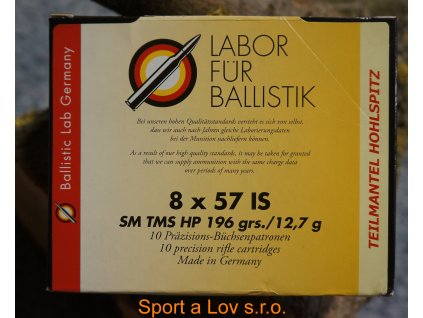 LABOR
FÜR
BALLISTIK
Bei unseren hohen Qualitätsstandards versteht es sich von selbst,
dass wir auch nach Jahren gleiche Laborierungsdaten
bei der Munition nachliefern können.
As a result of our high quality standards, it may be taken for granted
that we can supply ammunition with the same charge data
over periods of many years.
8 x 57 IS
SM TMS HP 196 grs./12,7 g
10 Präzisions-Büchsenpatronen
10 precision rifle cartridges
Made in Germany
Ballistic Lab Germany
TEILMANTEL HOHLSPITZ
Sport a Lov s.r.o.